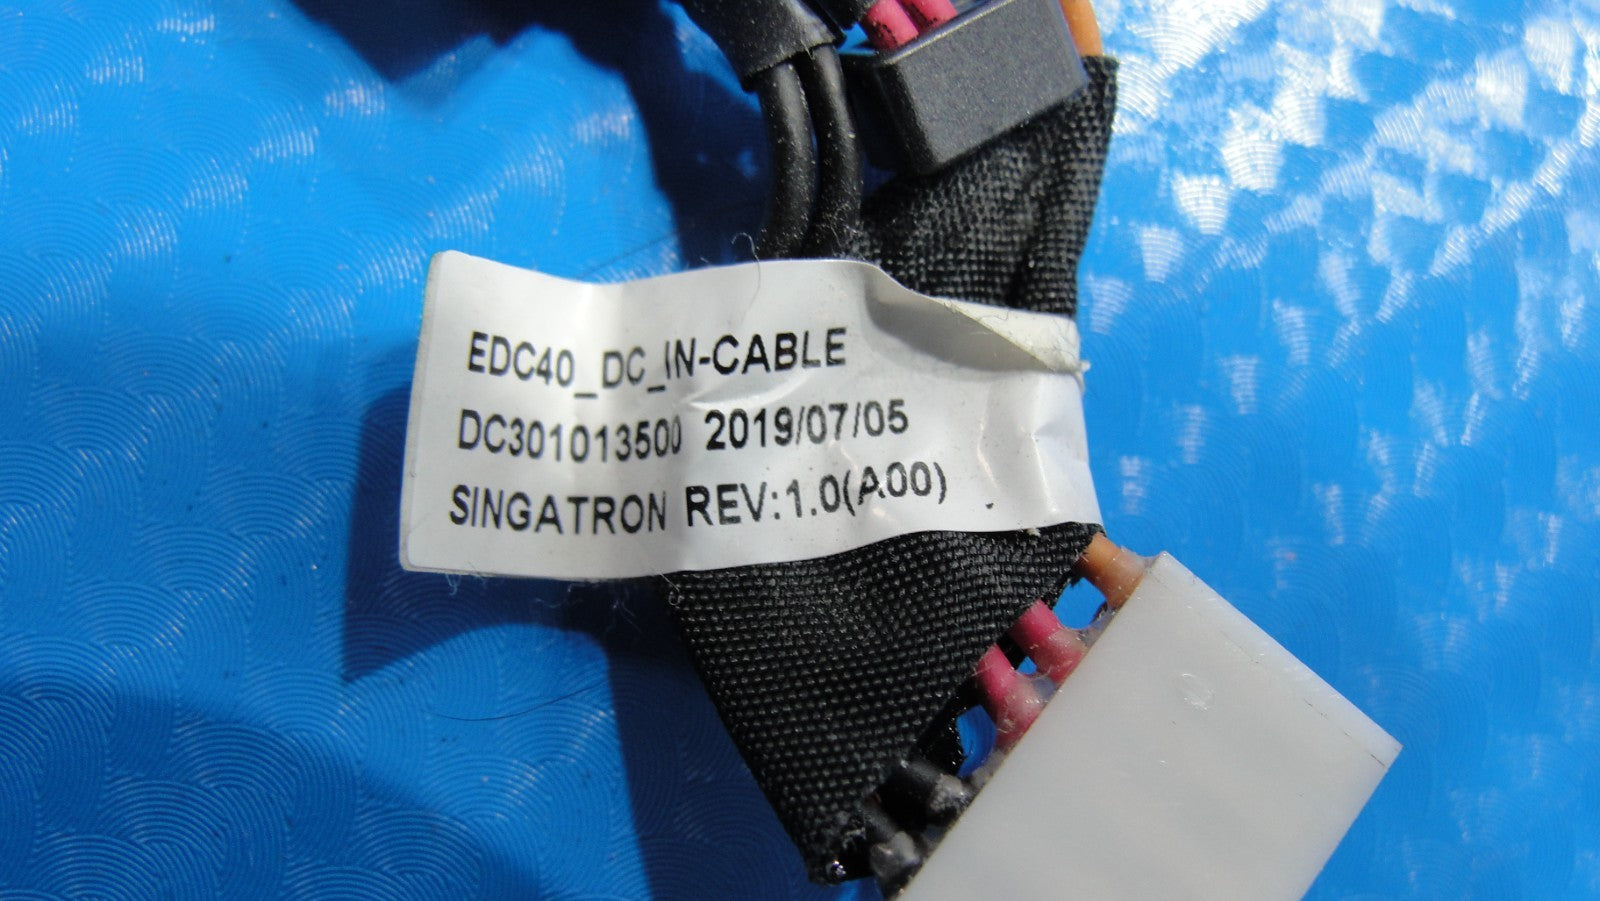 EDC40_DC_IN-CABLE
DC301013500 2019/07/05
SINGATRON REV:1.0(A00)